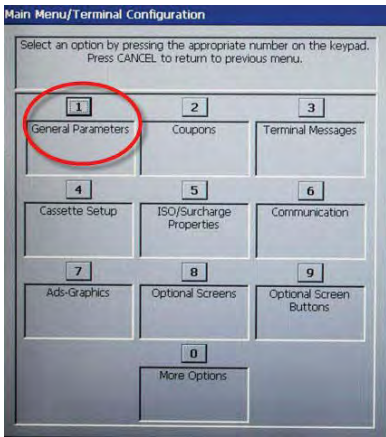 Main Menu/Terminal Configuration
Select an option by pressing the appropriate number on the keypad.
Press CANCEL to return to previous menu.
1 2 3
General Parameters Coupons Terminal Messages
4 5 6
Cassette Setup ISO/Surcharge Communication
Properties
7 8 9
Ads-Graphics Optional Screens Optional Screen
Buttons
0
More Options